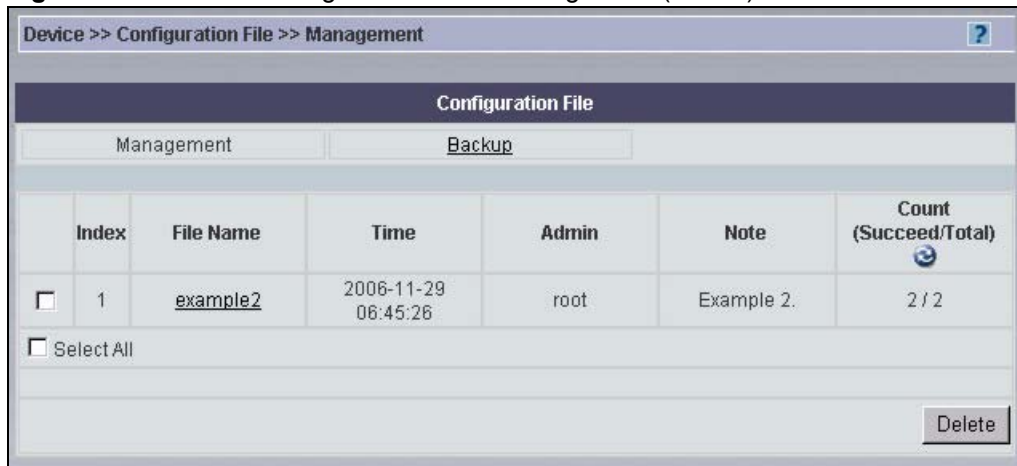 Device >> Configuration File >> Management
?
Configuration File
Management Backup
Index File Name Time Admin Note Count (Succeed/Total)
1 example2 2006-11-29 06:45:26 root Example 2. 2 / 2
Select All
Delete